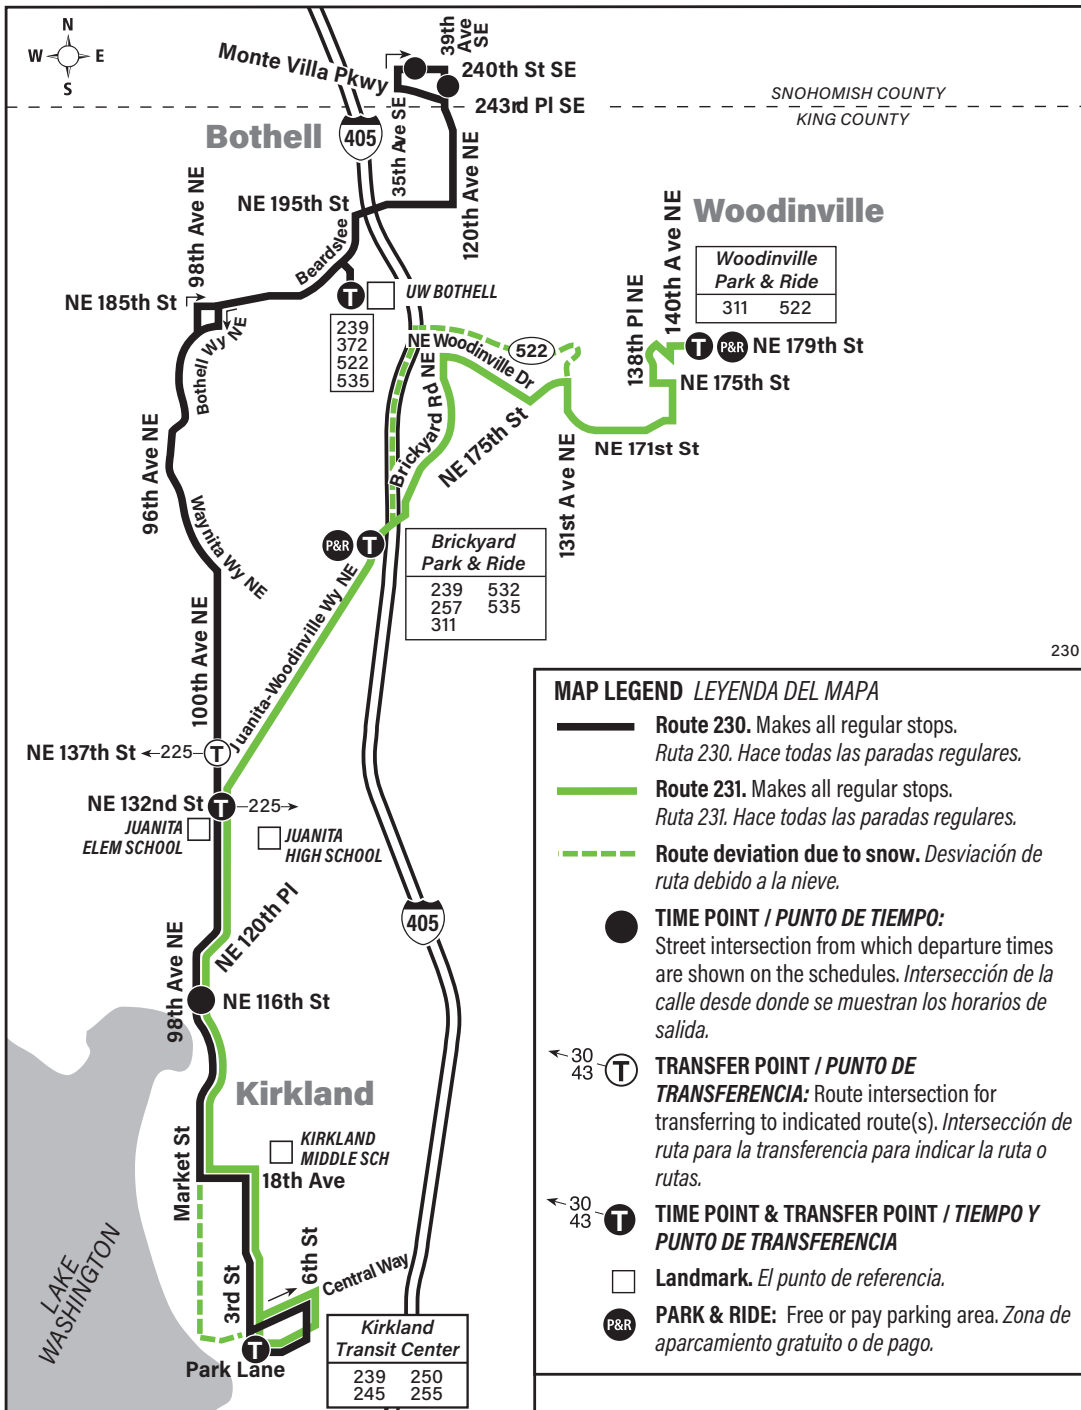 N
W
E
S
39th
Ave
SE
Monte Villa Pkwy
240th St SE
243rd Pl SE
SNOHOMISH COUNTY
KING COUNTY
Bothell
405
35th Ave SE
120th Ave NE
98th Ave NE
NE 195th St
Beardslee
NE 185th St
T
UW BOTHELL
239
372
522
535
Bothell Wy NE
96th Ave NE
Waynita Wy NE
100th Ave NE
Woodinville
140th Ave NE
138th Pl NE
Woodinville
Park & Ride
311 522
T P&R NE 179th St
NE 175th St
NE 171st St
NE Woodinville Dr
522
Brickyard Rd NE
NE 175th St
131st Ave NE
P&R T
Brickyard
Park & Ride
239 532
257 535
311
Juanita-Woodinville Wy NE
NE 137th St 225 T
NE 132nd St T 225
JUANITA
ELEM SCHOOL
JUANITA
HIGH SCHOOL
NE 120th Pl
98th Ave NE
NE 116th St
405
Kirkland
Market St
KIRKLAND
MIDDLE SCH
18th Ave
3rd St
6th St
Central Way
LAKE
WASHINGTON
T
Park Lane
Kirkland
Transit Center
239 250
245 255
230
MAP LEGEND LEYENDA DEL MAPA
Route 230. Makes all regular stops.
Ruta 230. Hace todas las paradas regulares.
Route 231. Makes all regular stops.
Ruta 231. Hace todas las paradas regulares.
Route deviation due to snow. Desviación de
ruta debido a la nieve.
TIME POINT / PUNTO DE TIEMPO:
Street intersection from which departure times
are shown on the schedules. Intersección de la
calle desde donde se muestran los horarios de
salida.
30
43 T
TRANSFER POINT / PUNTO DE
TRANSFERENCIA: Route intersection for
transferring to indicated route(s). Intersección de
ruta para la transferencia para indicar la ruta o
rutas.
30
43 T
TIME POINT & TRANSFER POINT / TIEMPO Y
PUNTO DE TRANSFERENCIA
Landmark. El punto de referencia.
P&R PARK & RIDE: Free or pay parking area. Zona de
aparcamiento gratuito o de pago.